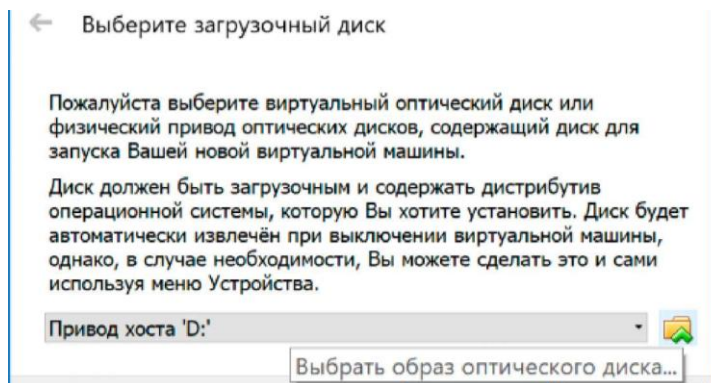 Выберите загрузочный диск
Пожалуйста выберите виртуальный оптический диск или
физический привод оптических дисков, содержащий диск для
запуска Вашей новой виртуальной машины.
Диск должен быть загрузочным и содержать дистрибутив
операционной системы, которую Вы хотите установить. Диск будет
автоматически извлечён при выключении виртуальной машины,
однако, в случае необходимости, Вы можете сделать это и сами
используя меню Устройства.
Привод хоста 'D:'
Выбрать образ оптического диска...